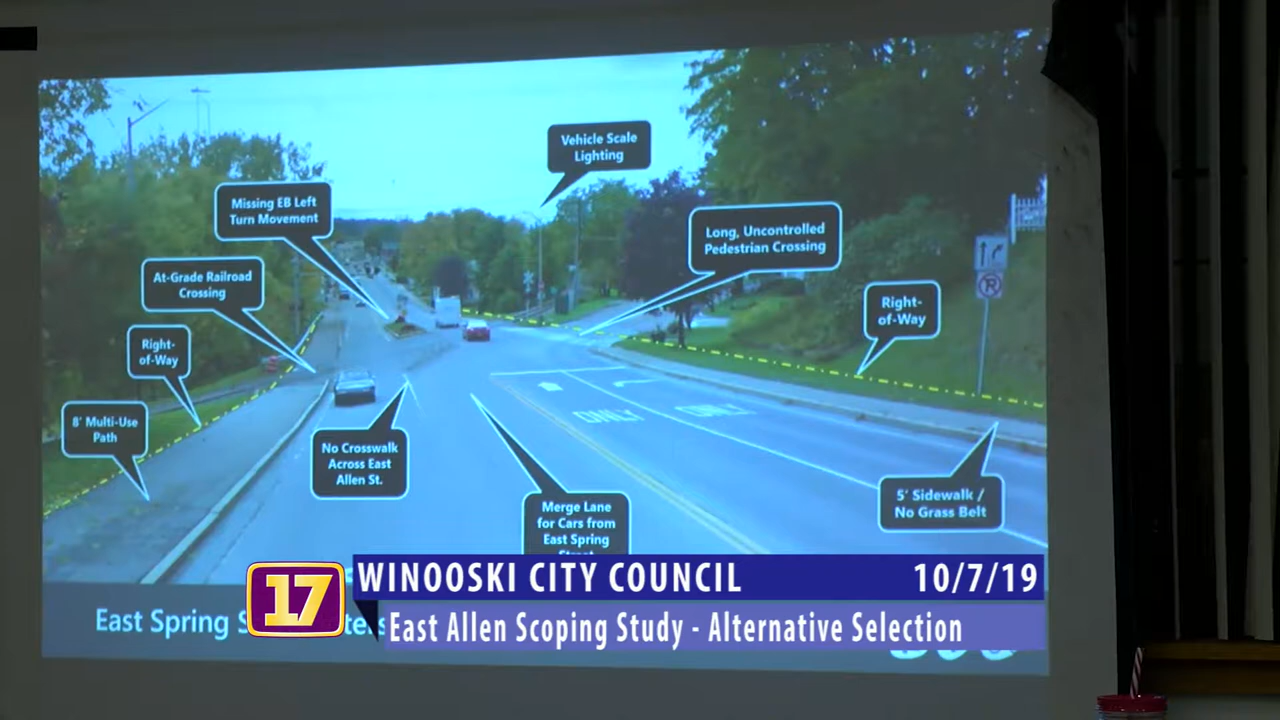 Vehicle Scale
Lighting
Missing EB Left
Turn Movement
Long, Uncontrolled
Pedestrian Crossing
At-Grade Railroad
Crossing
Right-
of-Way
Right-
of-Way
8' Multi-Use
Path
No Crosswalk
Across East
Allen St.
ONLY
ONLY
5' Sidewalk /
No Grass Belt
Merge Lane
for Cars from
East Spring
17
WINOOSKI CITY COUNCIL
10/7/19
East Spring
East Allen Scoping Study - Alternative Selection